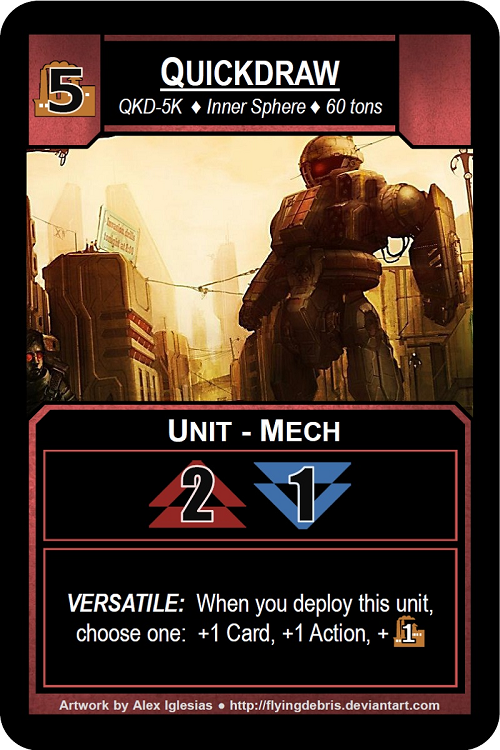 5
QUICKDRAW
QKD-5K ♦ Inner Sphere ♦ 60 tons
UNIT - MECH
2 1
VERSATILE: When you deploy this unit,
choose one: +1 Card, +1 Action, + 1
Artwork by Alex Iglesias ● http://flyingdebris.deviantart.com